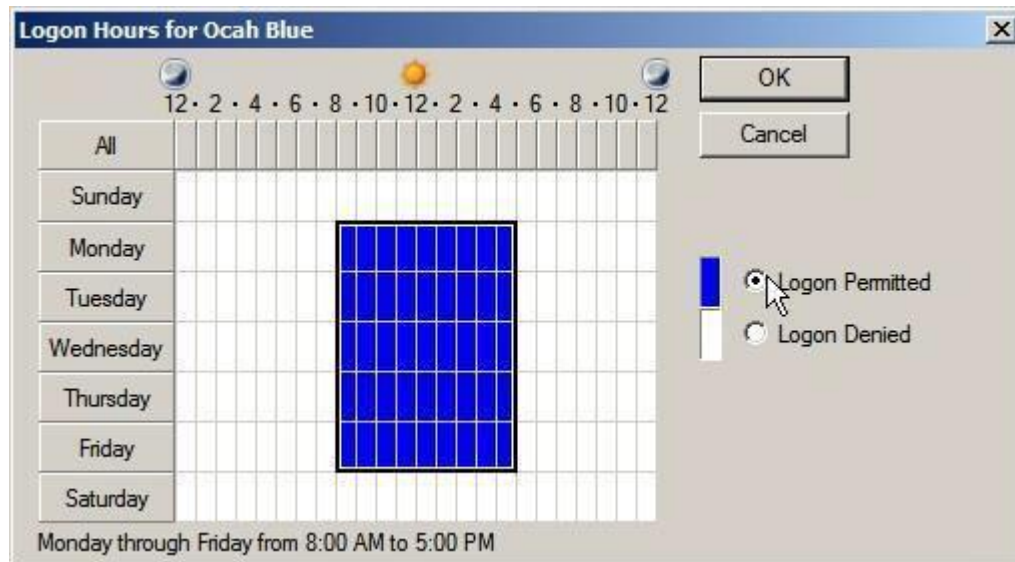 Logon Hours for Ocah Blue
12 · 2 · 4 · 6 · 8 · 10 · 12 · 2 · 4 · 6 · 8 · 10 · 12
OK
Cancel
All
Sunday
Monday
Tuesday
Wednesday
Thursday
Friday
Saturday
Logon Permitted
Logon Denied
Monday through Friday from 8:00 AM to 5:00 PM